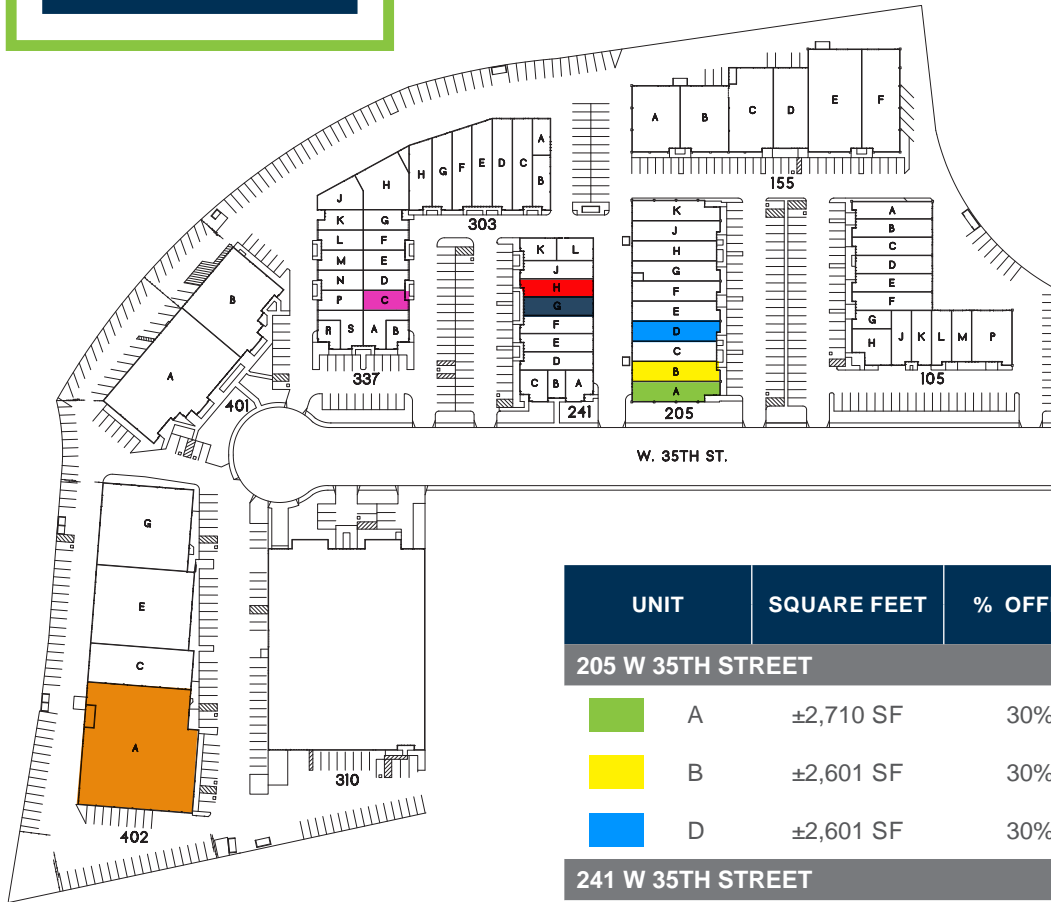 A B C D E F
155
H G F E D C A
B
303
J H
K G
L F
M E
N D
P C
R S A B
337
K L
J
H
G
F
E
D
C B A
241
K
J
H
G
F
E
D
C
B
A
205
A
B
C
D
E
F
G
H J K L M P
105
B
A
401
W. 35TH ST.
G
E
C
A
402
310
UNIT SQUARE FEET % OFF
205 W 35TH STREET
A ±2,710 SF 30%
B ±2,601 SF 30%
D ±2,601 SF 30%
241 W 35TH STREET